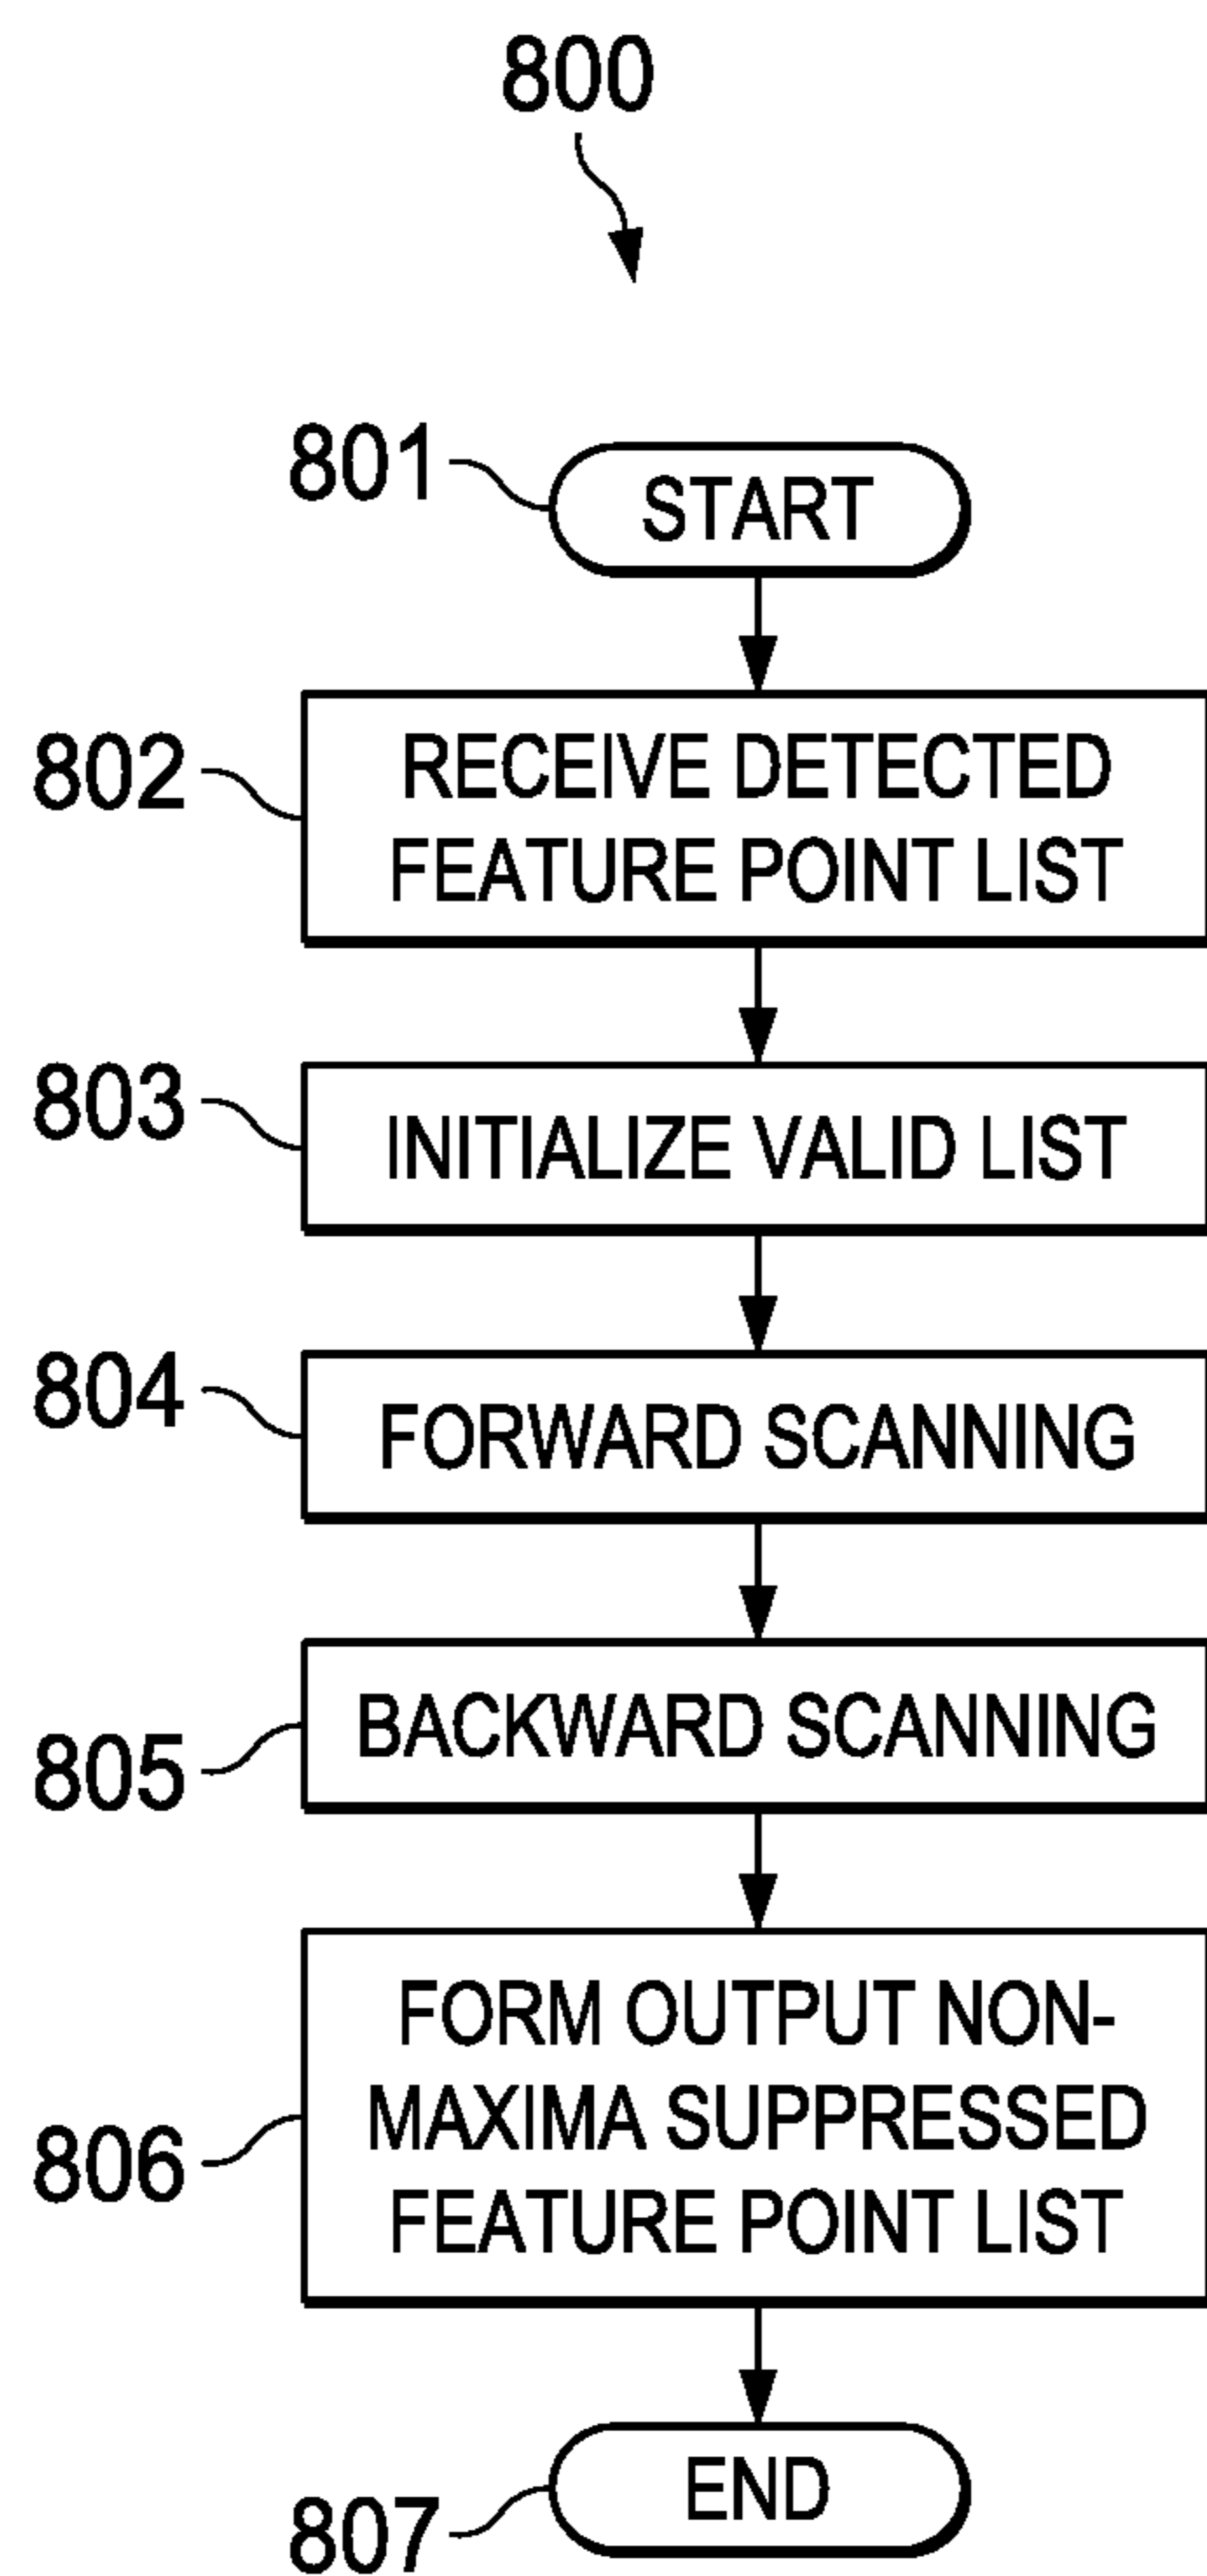 800
801
START
802
RECEIVE DETECTED
FEATURE POINT LIST
803
INITIALIZE VALID LIST
804
FORWARD SCANNING
805
BACKWARD SCANNING
806
FORM OUTPUT NON-
MAXIMA SUPPRESSED
FEATURE POINT LIST
807
END